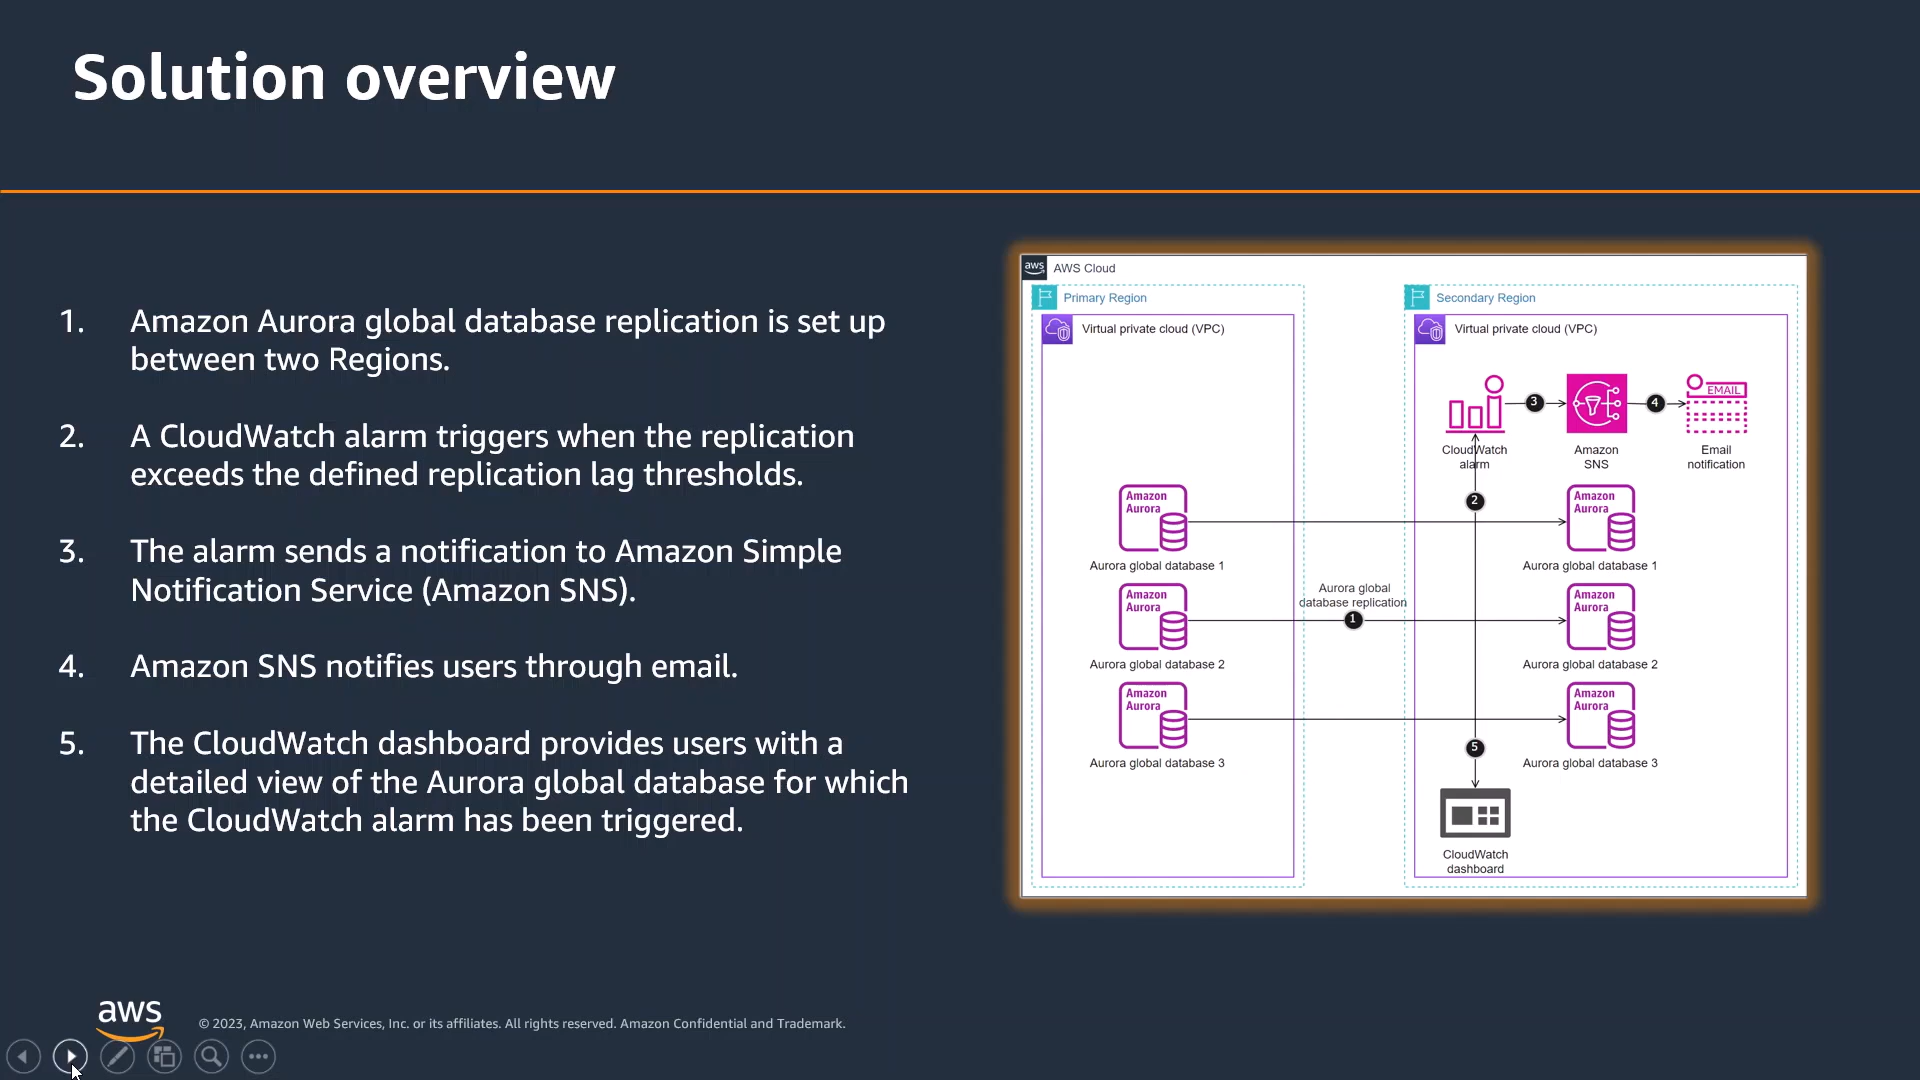 Solution overview
1. Amazon Aurora global database replication is set up
between two Regions.
2. A CloudWatch alarm triggers when the replication
exceeds the defined replication lag thresholds.
3. The alarm sends a notification to Amazon Simple
Notification Service (Amazon SNS).
4. Amazon SNS notifies users through email.
5. The CloudWatch dashboard provides users with a
detailed view of the Aurora global database for which
the CloudWatch alarm has been triggered.
aws AWS Cloud
Primary Region
Virtual private cloud (VPC)
Amazon
Aurora
Aurora global database 1
Amazon
Aurora
Aurora global database 2
Amazon
Aurora
Aurora global database 3
Aurora global
database replication
1
Secondary Region
Virtual private cloud (VPC)
3
4
EMAIL
CloudWatch
alarm
Amazon
SNS
Email
notification
2
Amazon
Aurora
Aurora global database 1
Amazon
Aurora
Aurora global database 2
Amazon
Aurora
Aurora global database 3
5
CloudWatch
dashboard
aws
© 2023, Amazon Web Services, Inc. or its affiliates. All rights reserved. Amazon Confidential and Trademark.